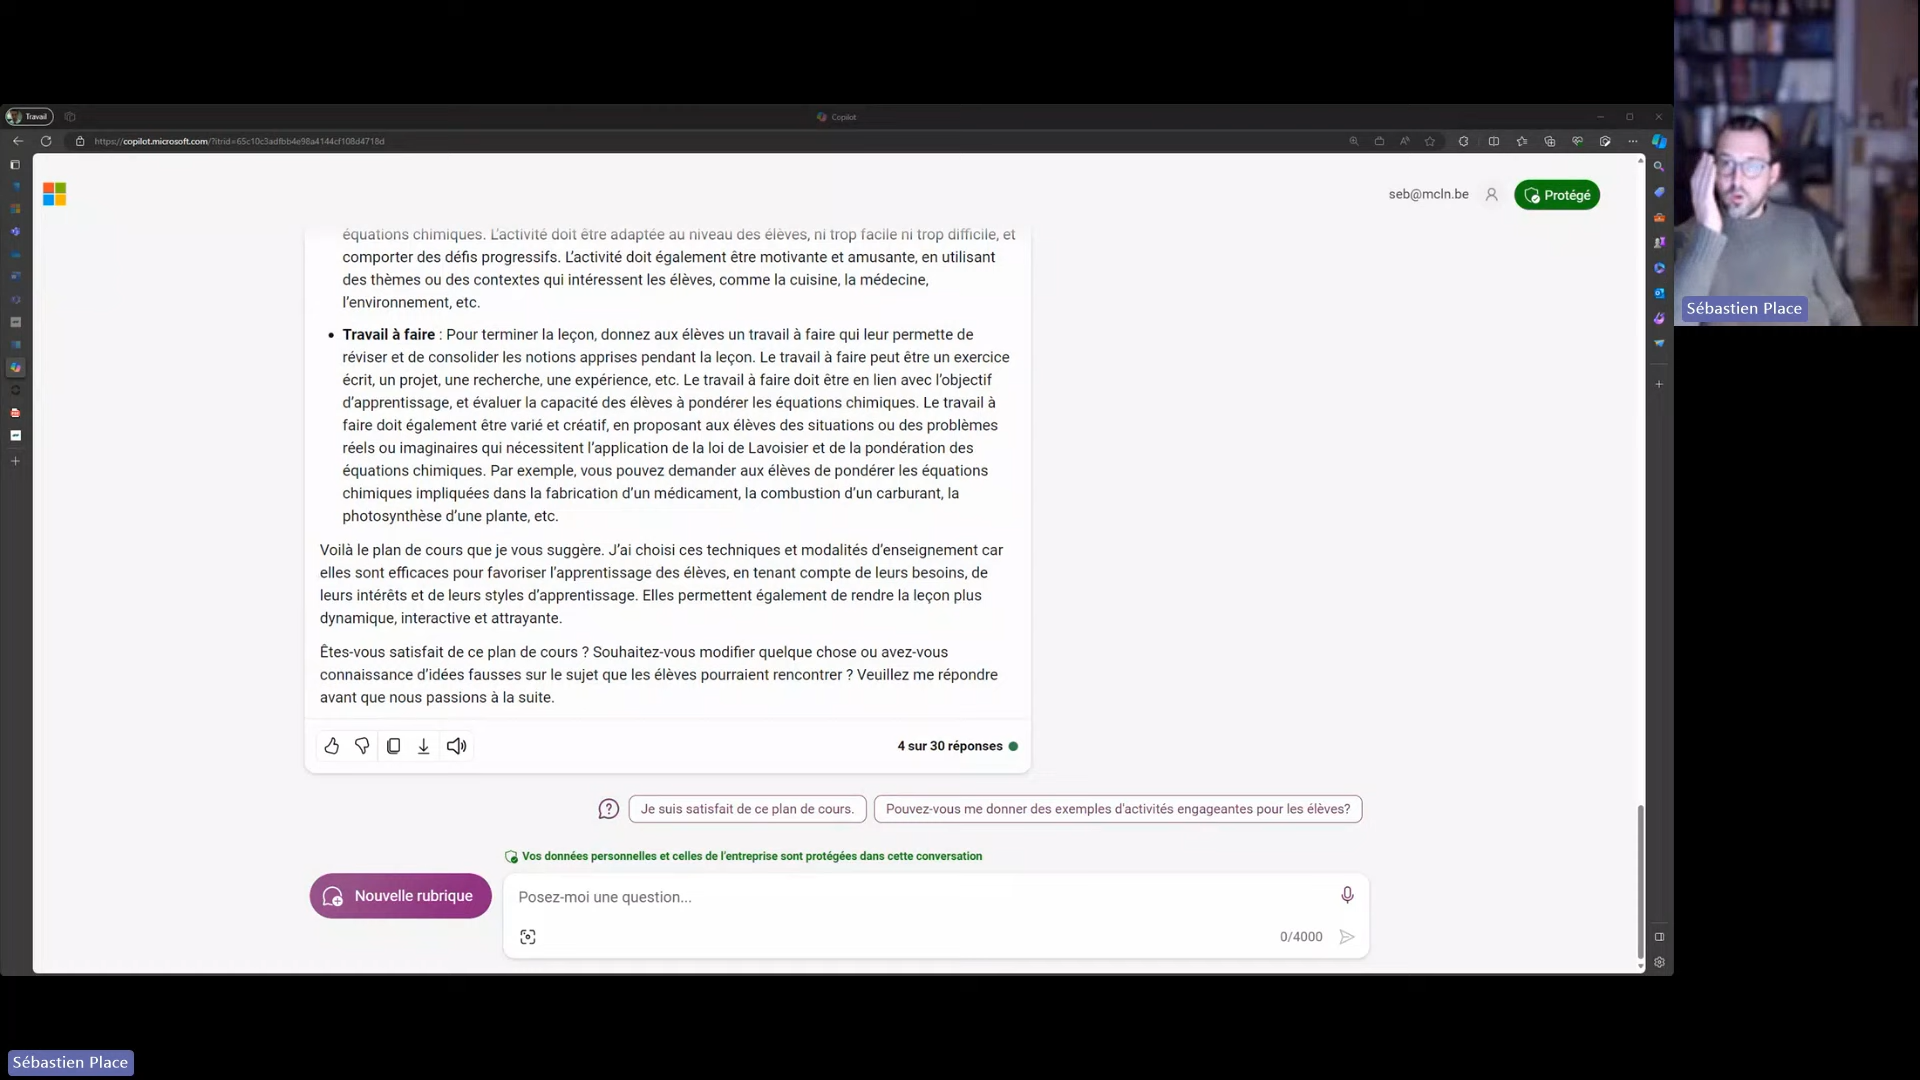 Travail
Copilot
https://copilot.microsoft.com/?itrid=65c10c3adfbb4e98a4144cf108d4718d
seb@mcln.be
Protégé
équations chimiques. L’activité doit être adaptée au niveau des élèves, ni trop facile ni trop difficile, et
comporter des défis progressifs. L’activité doit également être motivante et amusante, en utilisant
des thèmes ou des contextes qui intéressent les élèves, comme la cuisine, la médecine,
l’environnement, etc.
• Travail à faire : Pour terminer la leçon, donnez aux élèves un travail à faire qui leur permette de
réviser et de consolider les notions apprises pendant la leçon. Le travail à faire peut être un exercice
écrit, un projet, une recherche, une expérience, etc. Le travail à faire doit être en lien avec l’objectif
d’apprentissage, et évaluer la capacité des élèves à pondérer les équations chimiques. Le travail à
faire doit également être varié et créatif, en proposant aux élèves des situations ou des problèmes
réels ou imaginaires qui nécessitent l’application de la loi de Lavoisier et de la pondération des
équations chimiques. Par exemple, vous pouvez demander aux élèves de pondérer les équations
chimiques impliquées dans la fabrication d’un médicament, la combustion d’un carburant, la
photosynthèse d’une plante, etc.
Voilà le plan de cours que je vous suggère. J’ai choisi ces techniques et modalités d’enseignement car
elles sont efficaces pour favoriser l’apprentissage des élèves, en tenant compte de leurs besoins, de
leurs intérêts et de leurs styles d’apprentissage. Elles permettent également de rendre la leçon plus
dynamique, interactive et attrayante.
Êtes-vous satisfait de ce plan de cours ? Souhaitez-vous modifier quelque chose ou avez-vous
connaissance d’idées fausses sur le sujet que les élèves pourraient rencontrer ? Veuillez me répondre
avant que nous passions à la suite.
4 sur 30 réponses
Je suis satisfait de ce plan de cours.
Pouvez-vous me donner des exemples d'activités engageantes pour les élèves?
Vos données personnelles et celles de l’entreprise sont protégées dans cette conversation
Nouvelle rubrique
Posez-moi une question...
0/4000
Sébastien Place
Sébastien Place